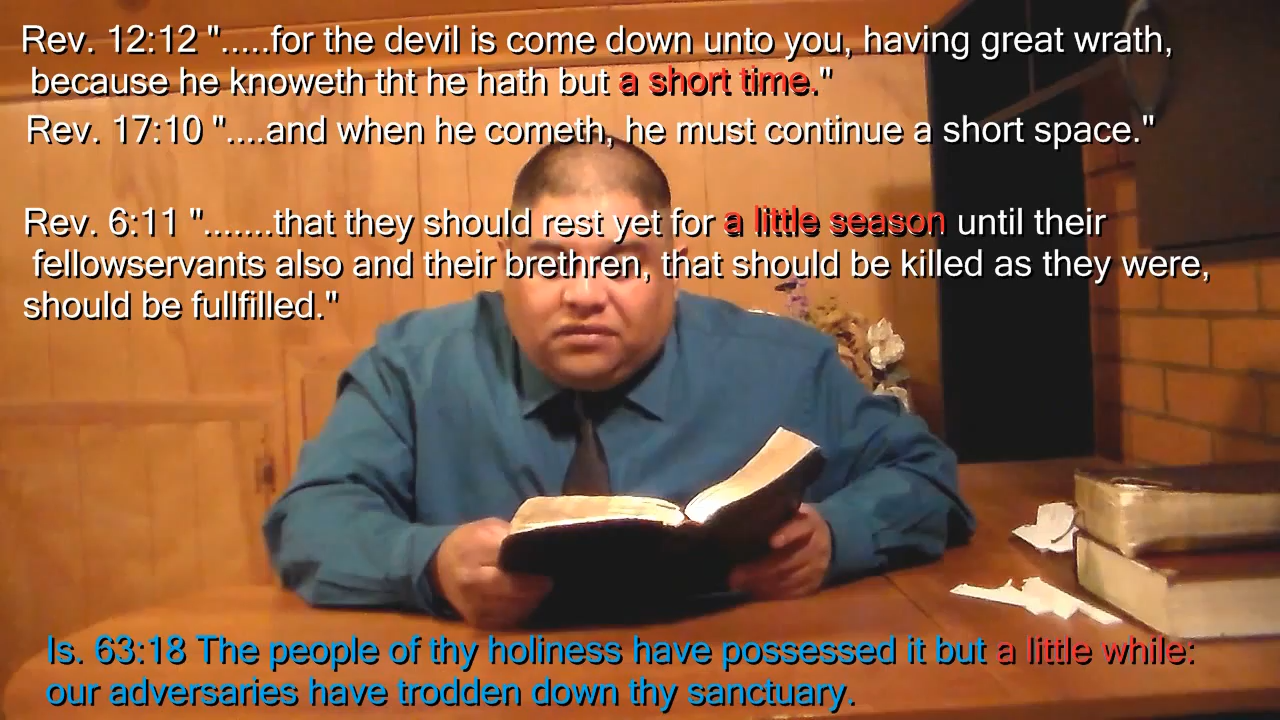 Rev. 12:12 ".....for the devil is come down unto you, having great wrath,
because he knoweth tht he hath but a short time."
Rev. 17:10 "....and when he cometh, he must continue a short space."
Rev. 6:11 ".......that they should rest yet for a little season until their
fellowservants also and their brethren, that should be killed as they were,
should be fullfilled."
Is. 63:18 The people of thy holiness have possessed it but a little while:
our adversaries have trodden down thy sanctuary.